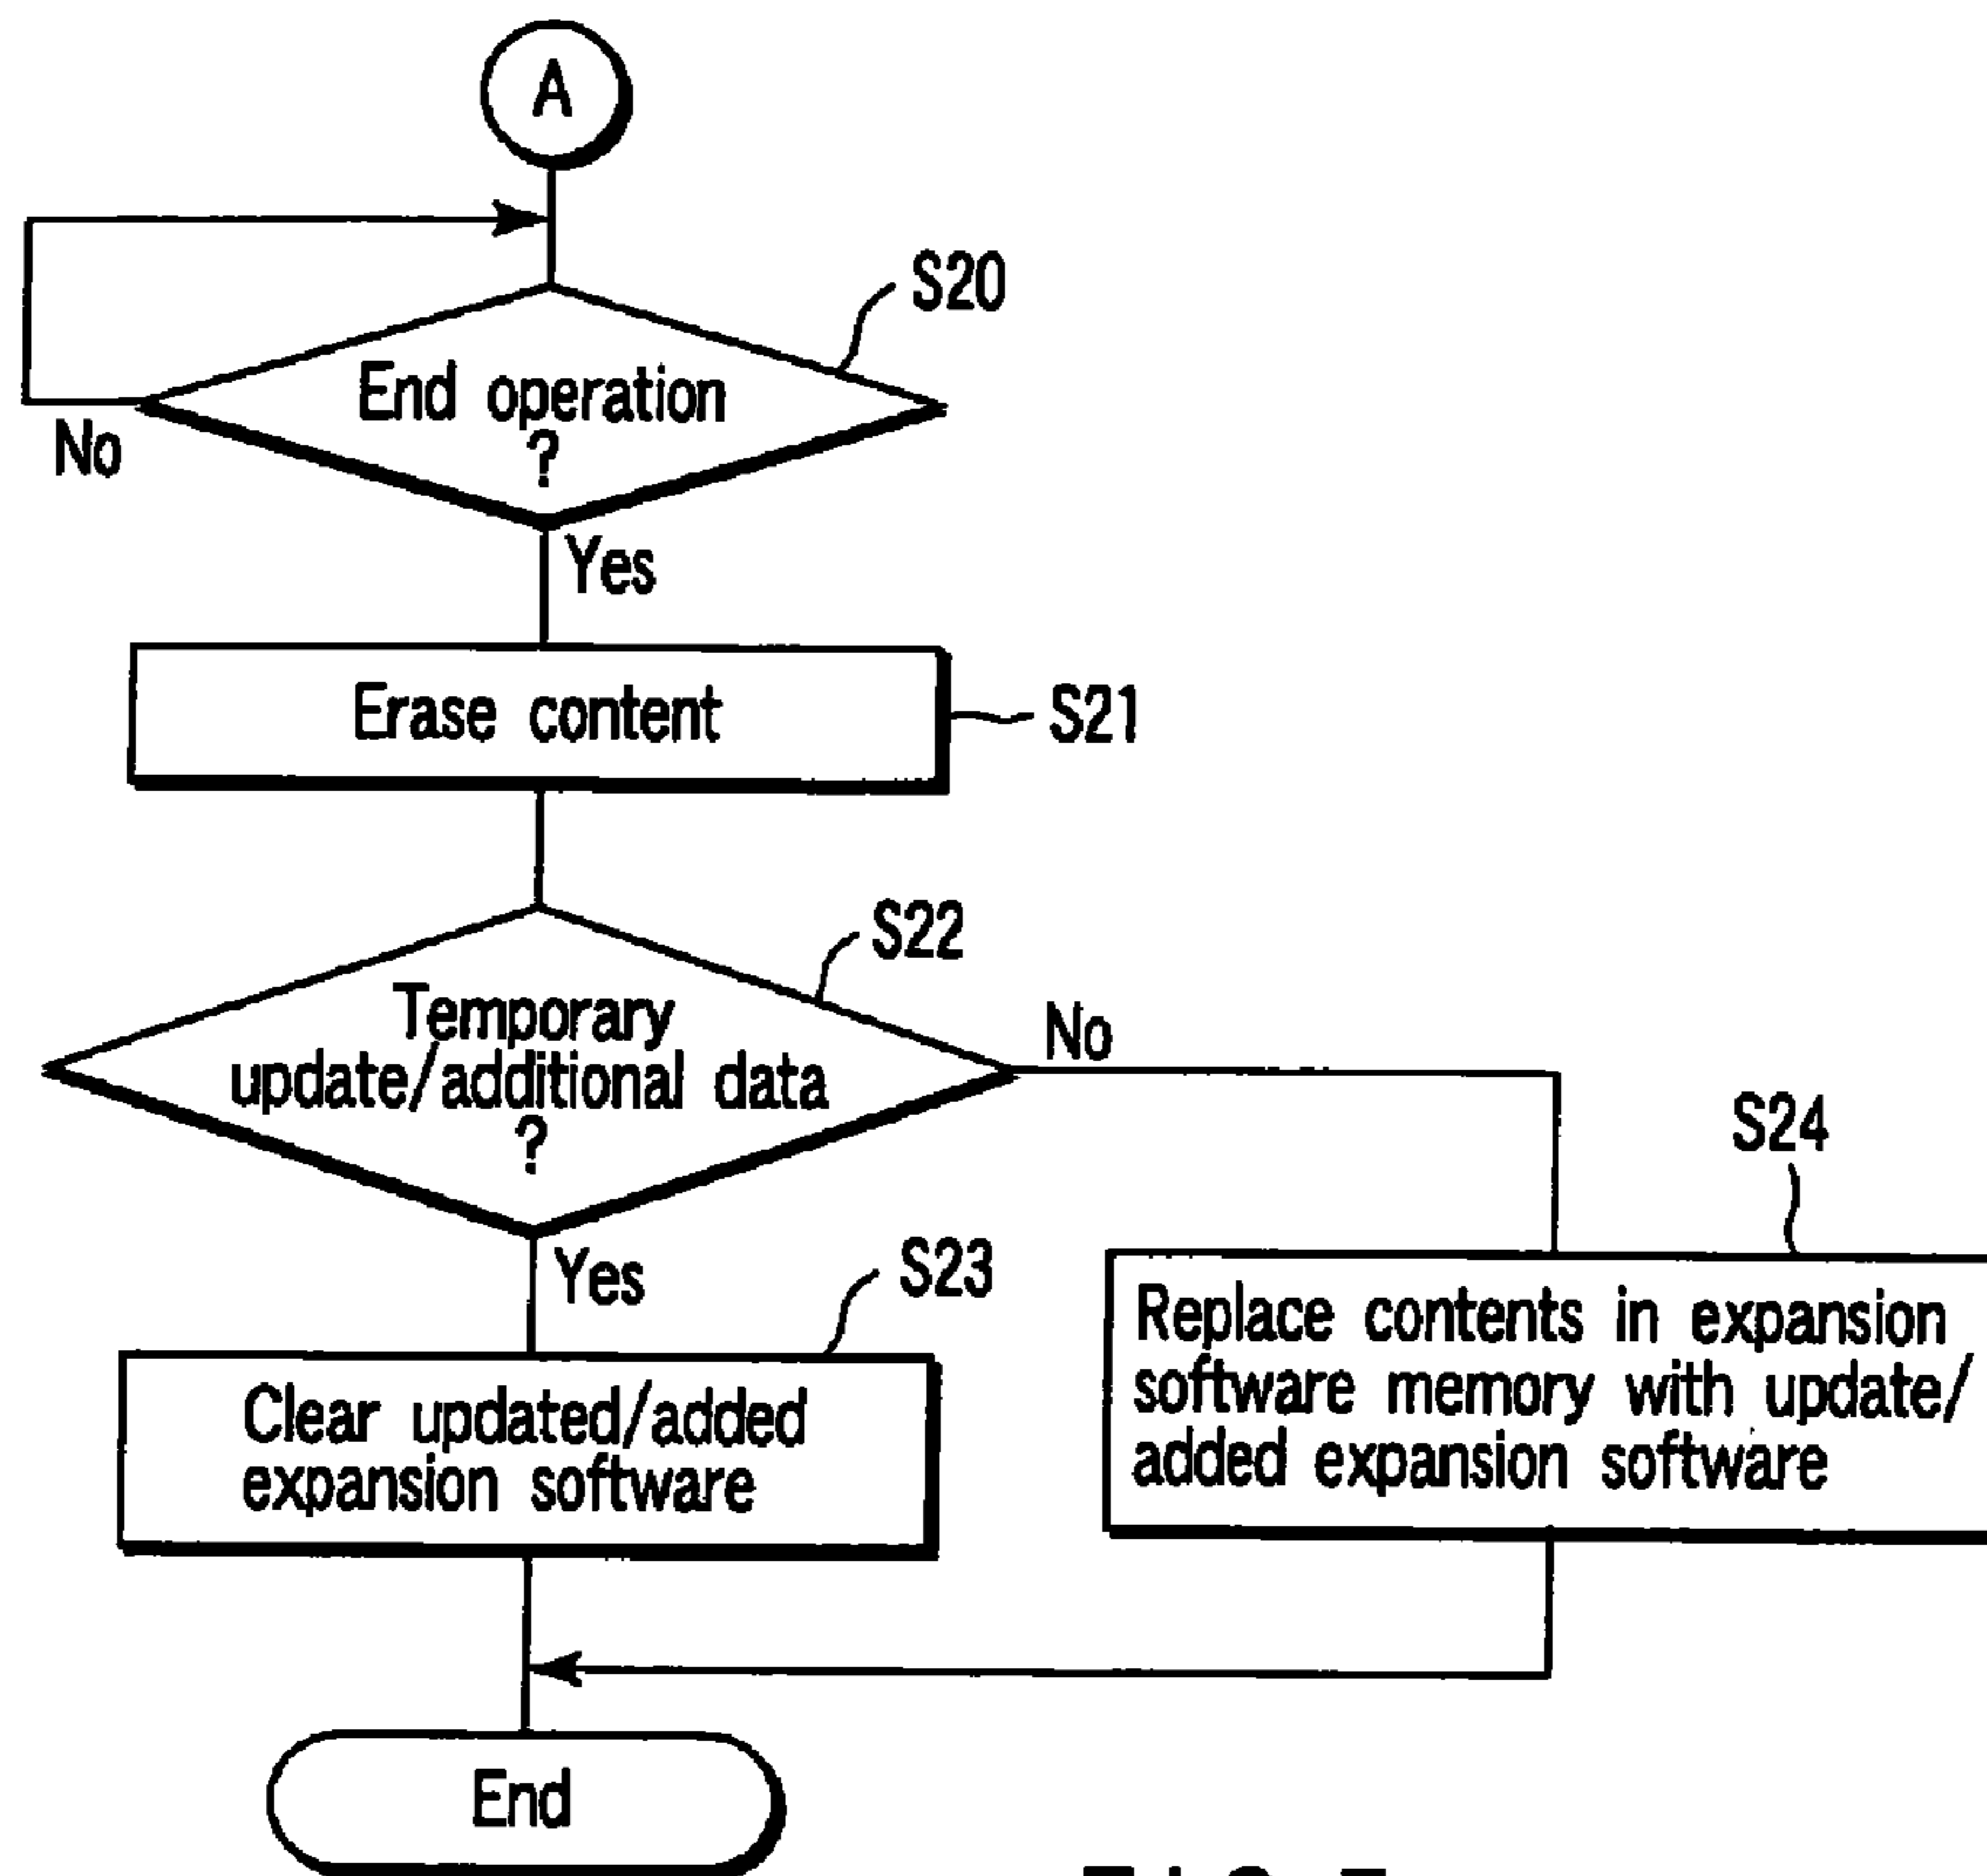 A
S20
End operation
?
No
Yes
Erase content
S21
S22
Temporary
update/additional data
?
No
S24
Yes
S23
Replace contents in expansion
software memory with update/
added expansion software
Clear updated/added
expansion software
End